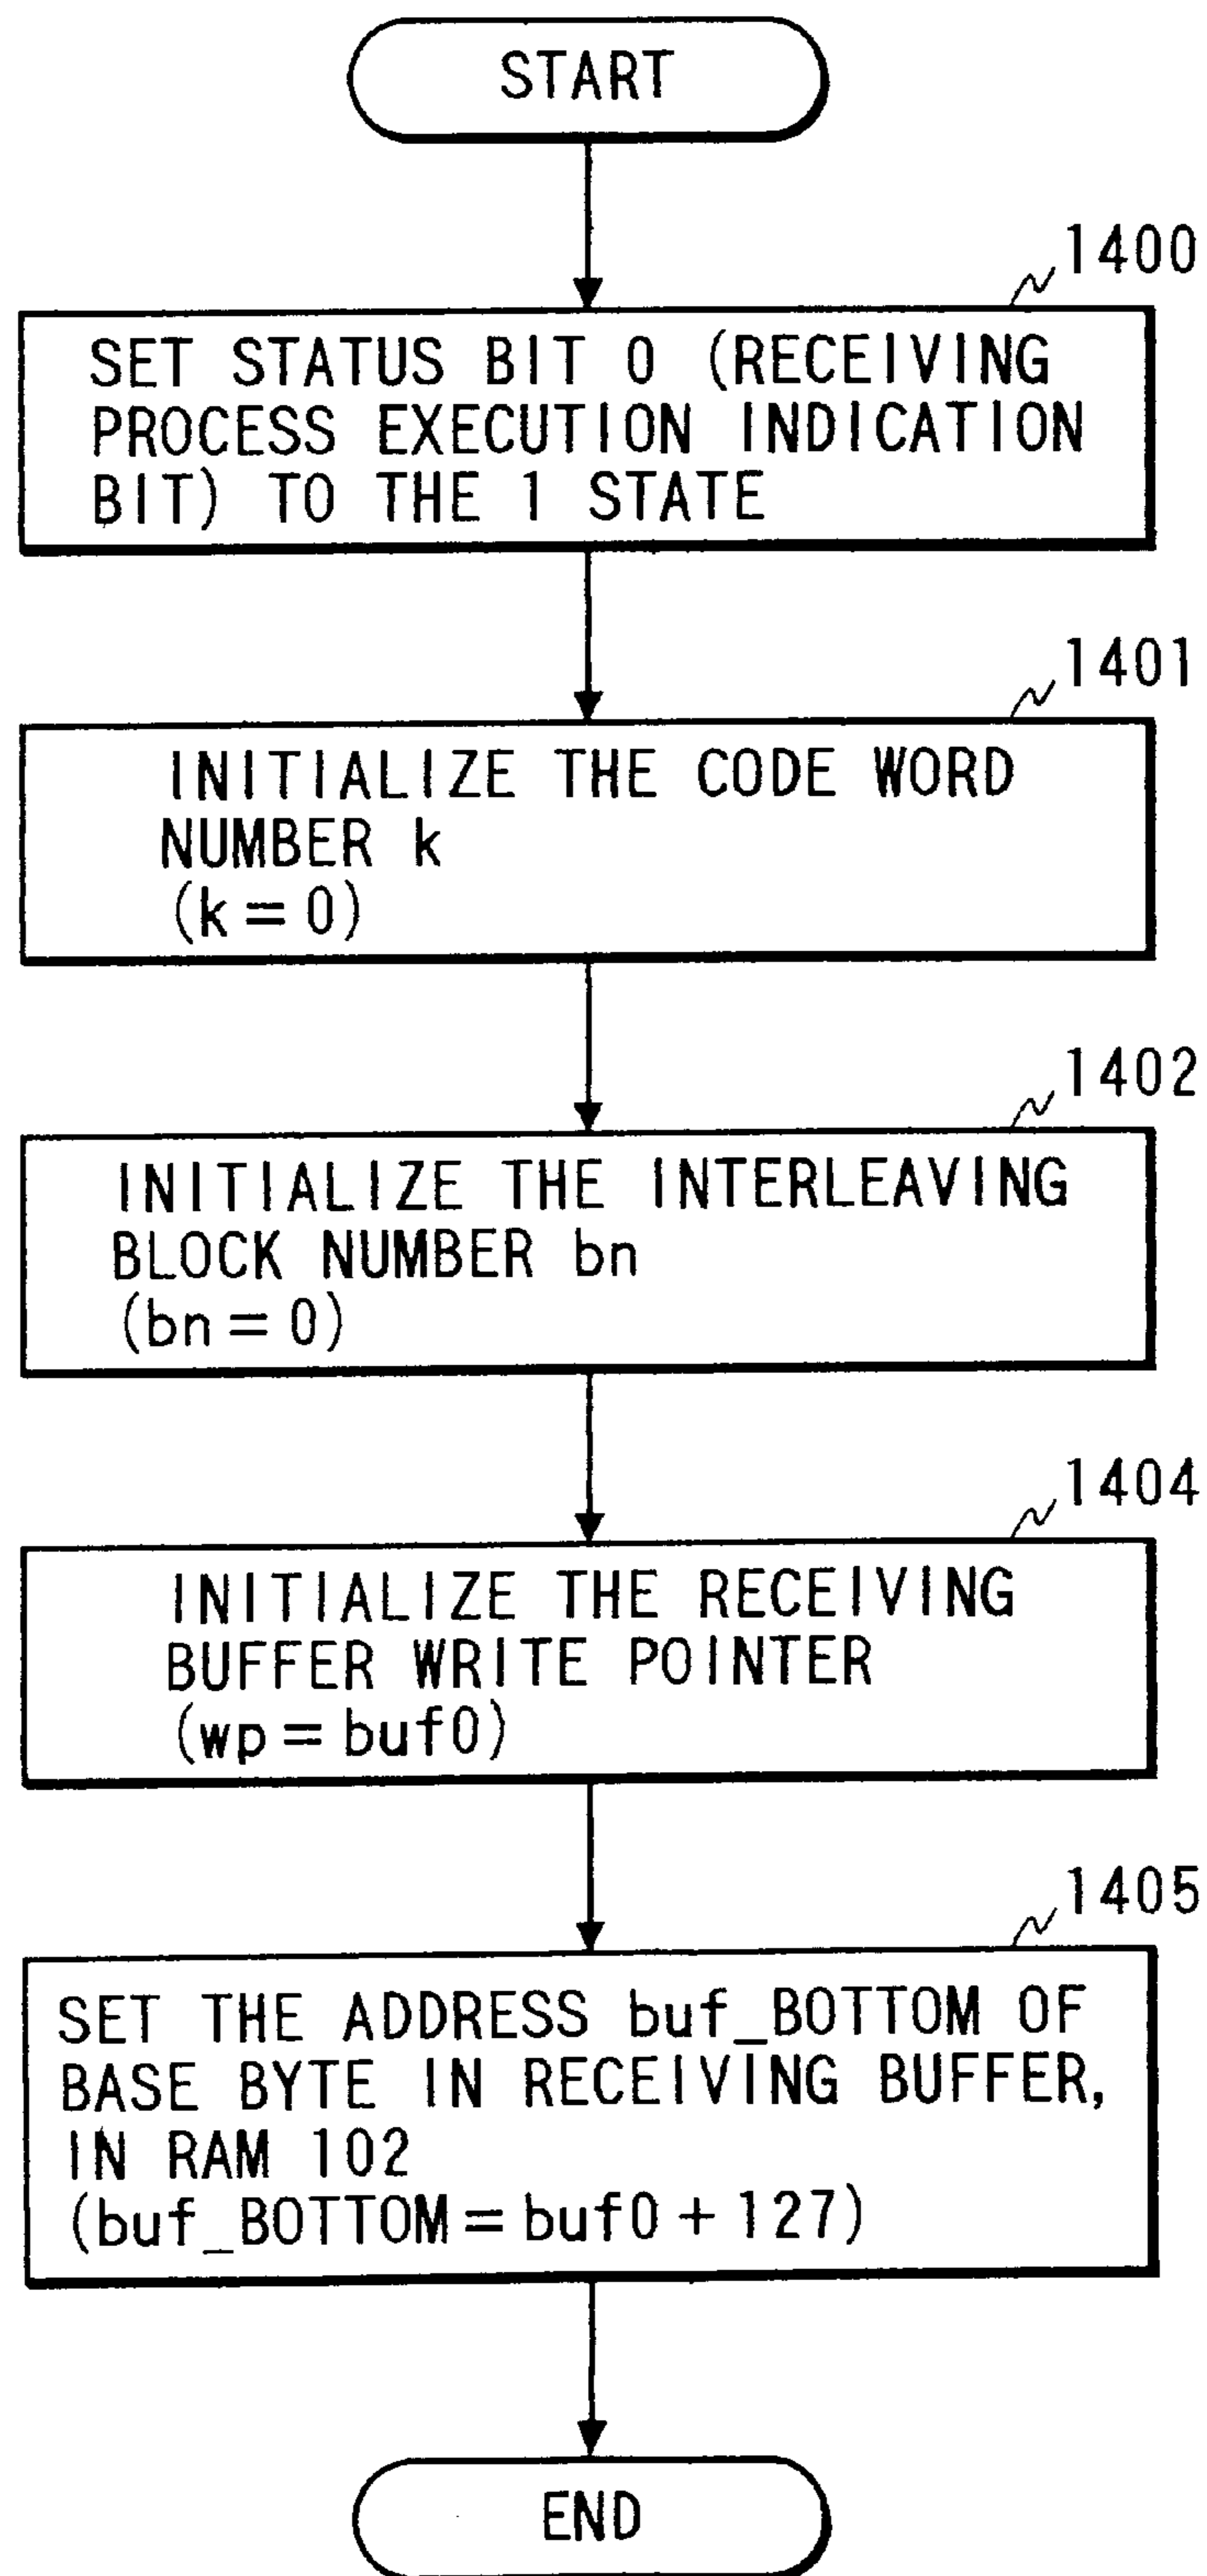 START
1400
SET STATUS BIT 0 (RECEIVING
PROCESS EXECUTION INDICATION
BIT) TO THE 1 STATE
1401
INITIALIZE THE CODE WORD
NUMBER k
(k=0)
1402
INITIALIZE THE INTERLEAVING
BLOCK NUMBER bn
(bn=0)
1404
INITIALIZE THE RECEIVING
BUFFER WRITE POINTER
(wp=buf0)
1405
SET THE ADDRESS buf_BOTTOM OF
BASE BYTE IN RECEIVING BUFFER,
IN RAM 102
(buf_BOTTOM=buf0+127)
END